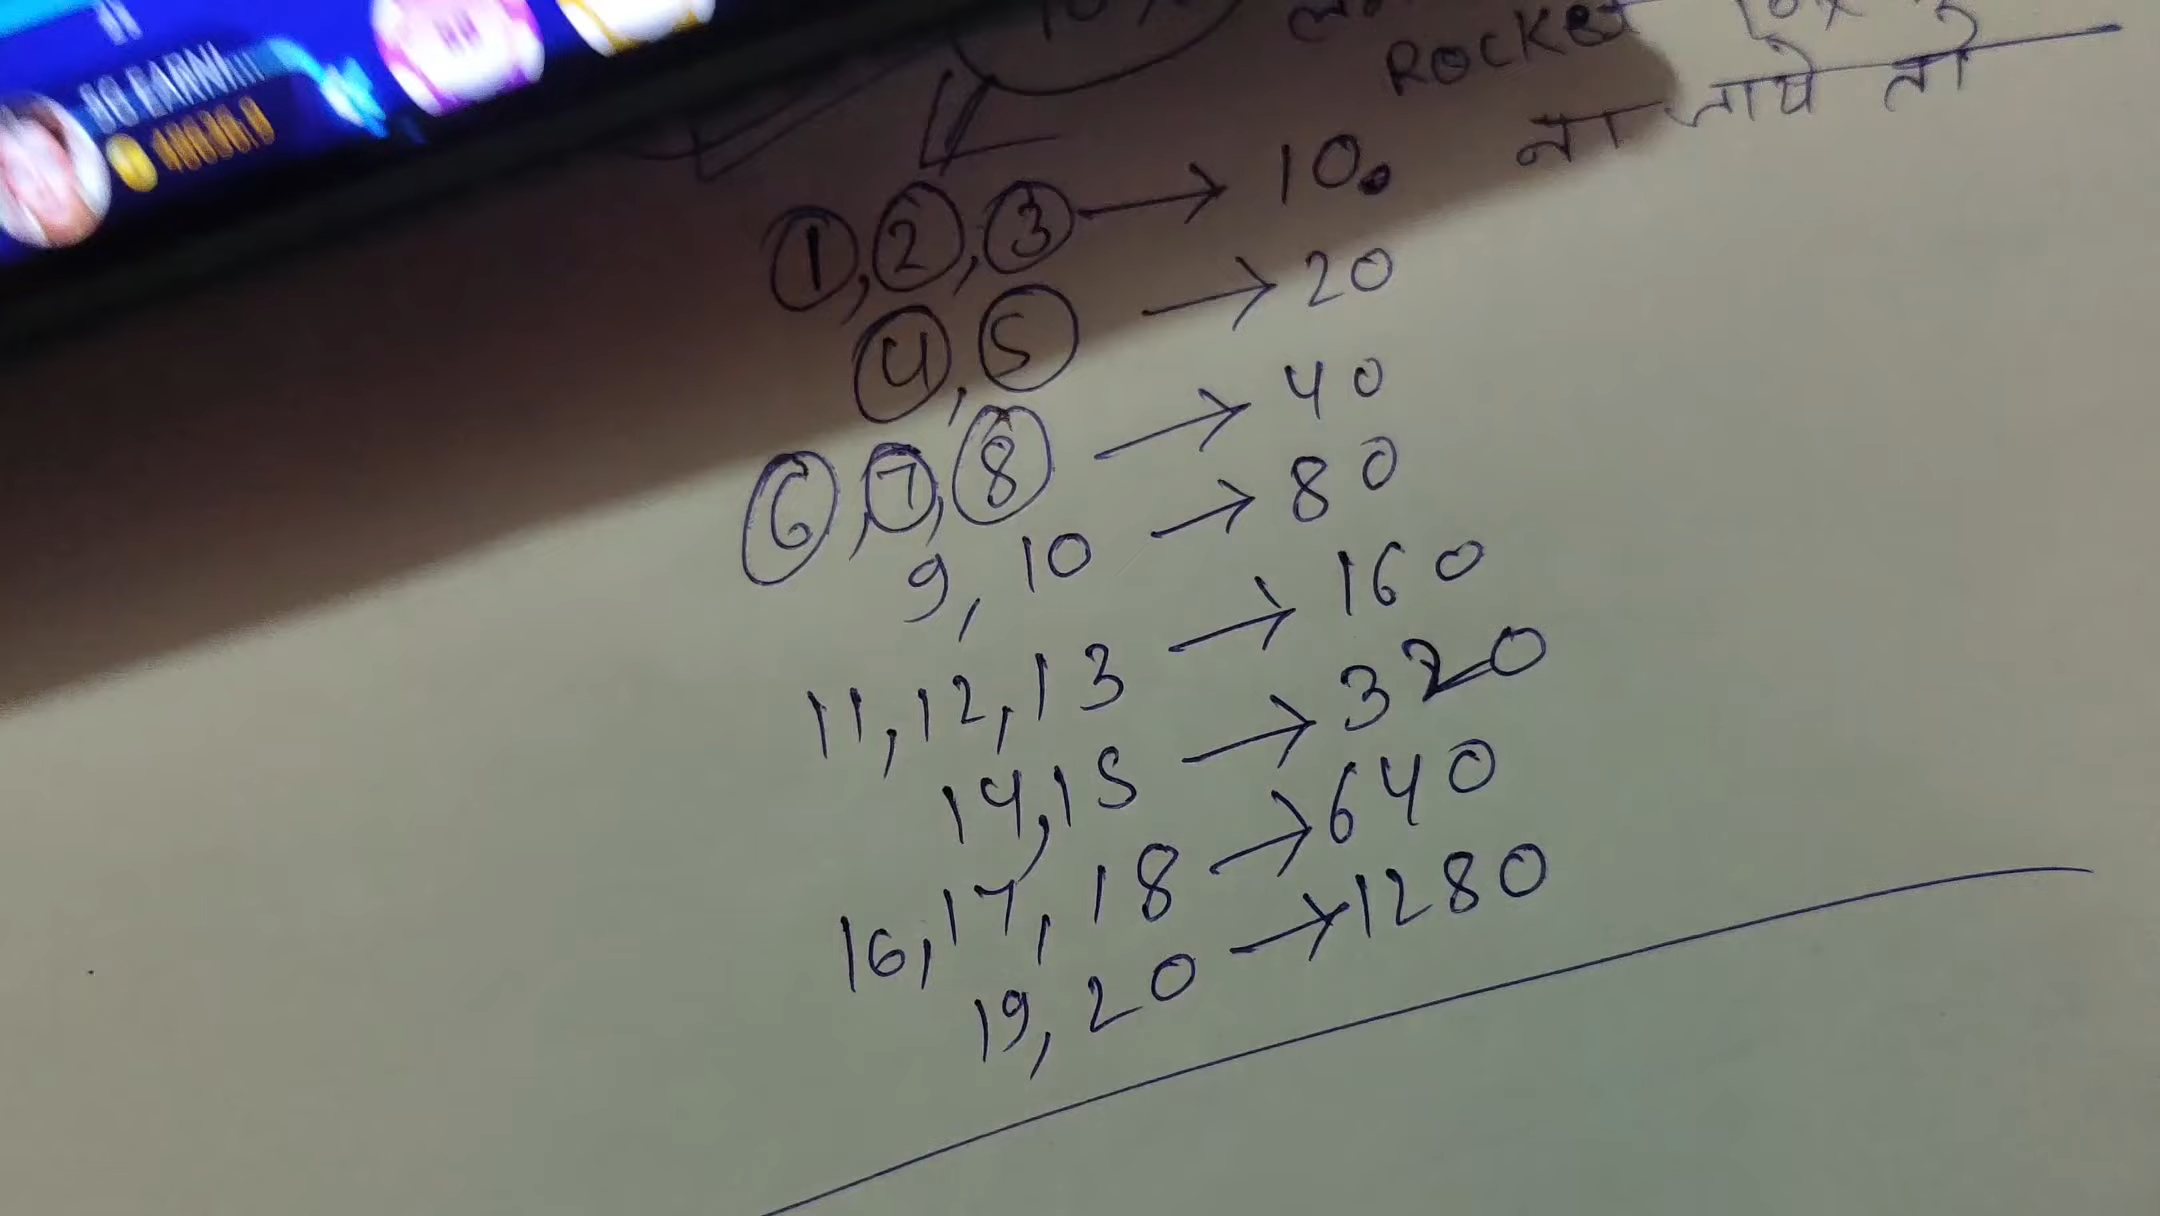 ROCKET 10X
ना जाये तो
1, 2, 3 → 10
4, 5 → 20
6, 7, 8 → 40
9, 10 → 80
11, 12, 13 → 160
14, 15 → 320
16, 17, 18 → 640
19, 20 → 1280